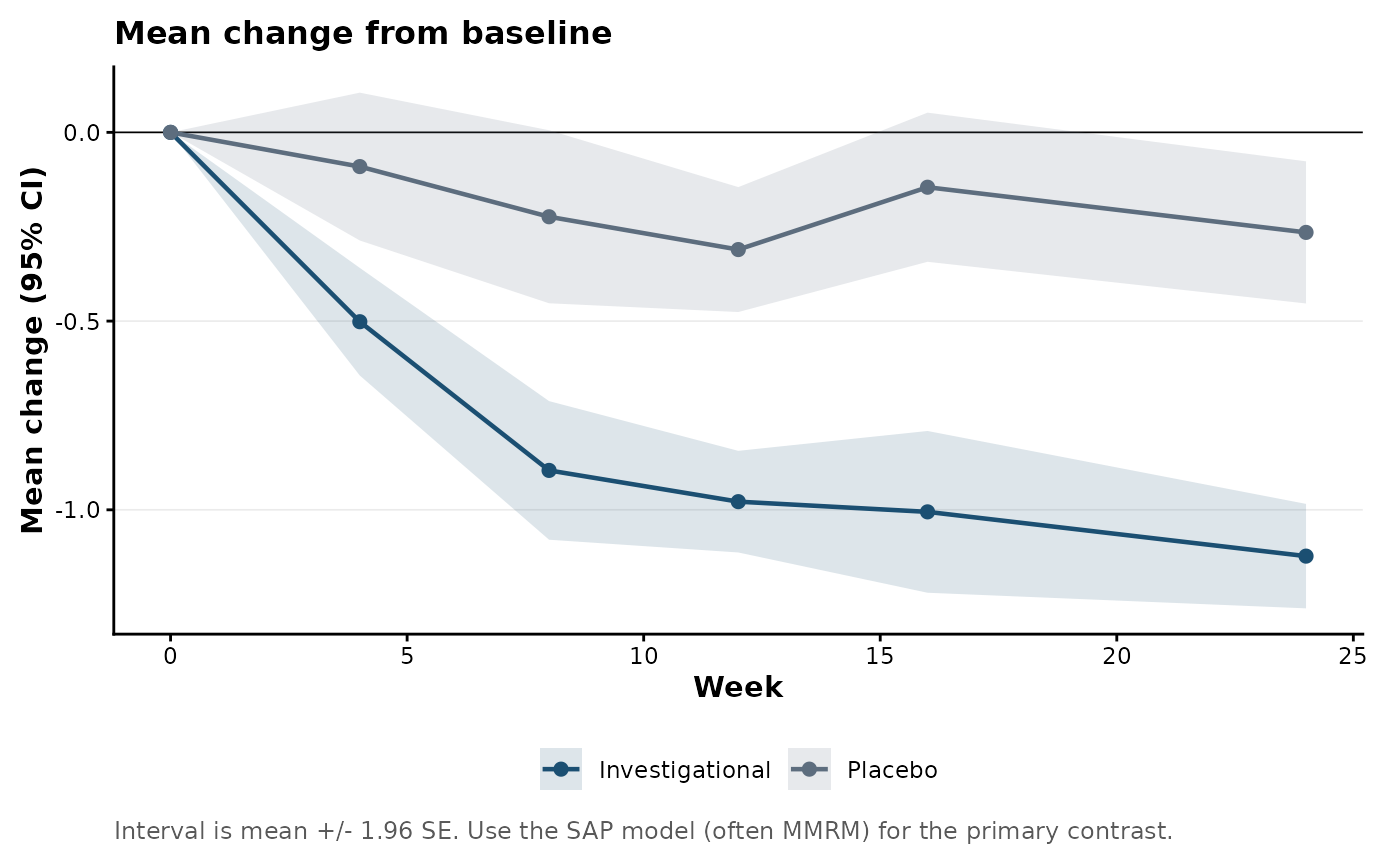 Mean change from baseline
Mean change (95% CI)
0.0
-0.5
-1.0
0 5 10 15 20 25
Week
Investigational Placebo
Interval is mean +/- 1.96 SE. Use the SAP model (often MMRM) for the primary contrast.